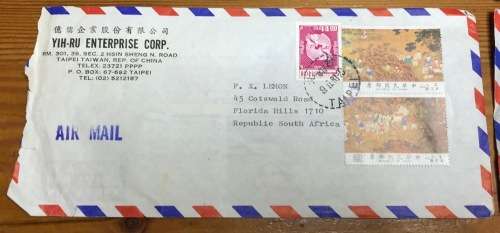 億儒企業股份有限公司
YIH-RU ENTERPRISE CORP.
RM. 301, 39, SEC. 2 HSIN SHENG N. ROAD
TAIPEI TAIWAN, REP. OF CHINA
TELEX: 23721 PPPP
P. O. BOX: 67-692 TAIPEI
TEL: (02) 5212187
AIR MAIL
P. X. LEMON
45 Cotswald Road
Florida Hills 1710
Republic South Africa
TAIPEI